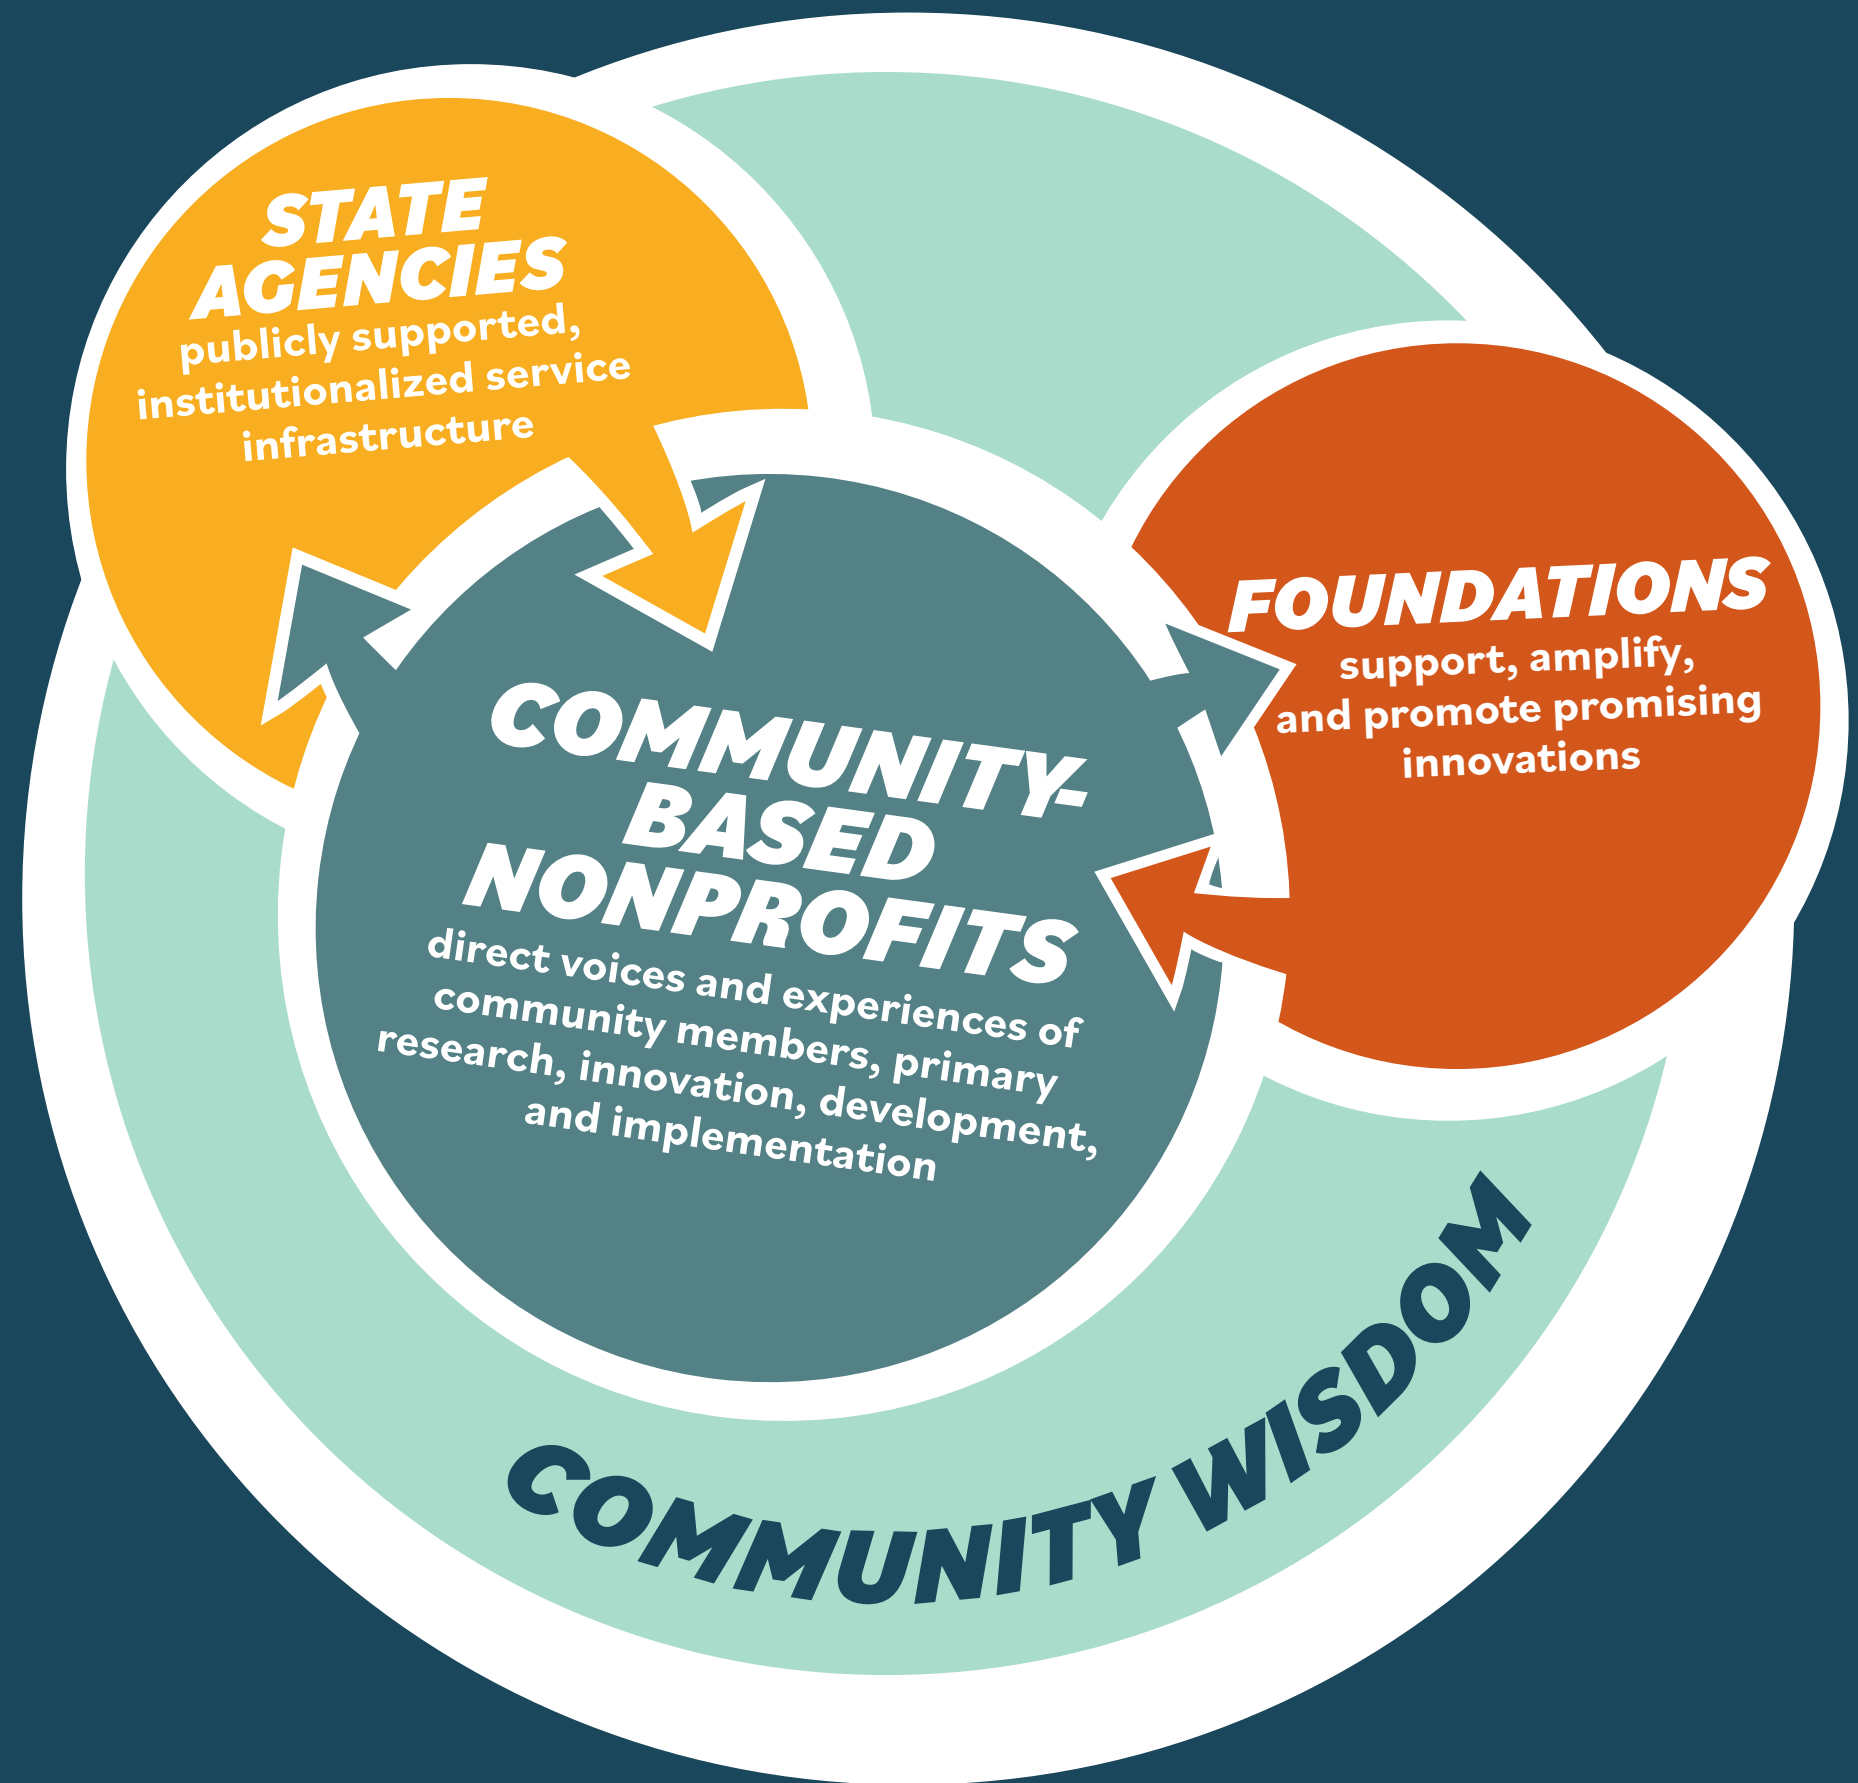 STATE
AGENCIES
publicly supported,
institutionalized service
infrastructure
FOUNDATIONS
support, amplify,
and promote promising
innovations
COMMUNITY-
BASED
NONPROFITS
direct voices and experiences of
community members, primary
research, innovation, development,
and implementation
COMMUNITY WISDOM